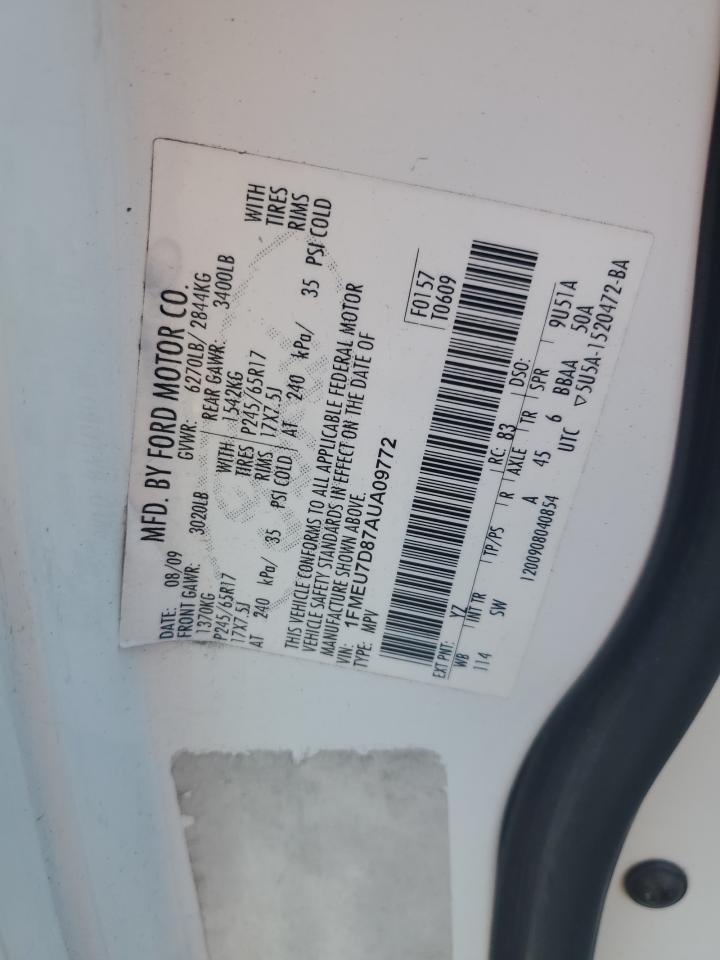 MFD. BY FORD MOTOR CO.
DATE: 08/09 GVWR: 6270LB/ 2844KG
FRONT GAWR: 3020LB REAR GAWR: 3400LB
1370KG WITH 1542KG WITH
P245/65R17 TIRES P245/65R17 TIRES
17X7.5J RIMS 17X7.5J RIMS
AT 240 kPa/ 35 PSI COLD AT 240 kPa/ 35 PSI COLD
THIS VEHICLE CONFORMS TO ALL APPLICABLE FEDERAL MOTOR
VEHICLE SAFETY STANDARDS IN EFFECT ON THE DATE OF
MANUFACTURE SHOWN ABOVE.
VIN: 1FMEU7D87AUA09772
TYPE: MPV
F0157
T0609
EXT PNT: YZ RC: 83 DSO:
WB INT TR TP/PS R AXLE TR SPR
114 SW A 45 6 BBAA 9U51A
1200908040854 UTC 50A
▽5U5A-1520472-BA